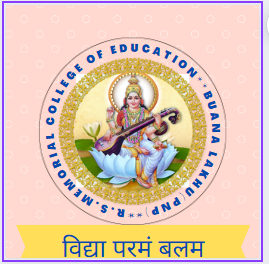 R.S.MEMORIAL COLLEGE OF EDUCATION**BUANA LAKHU(PNP)**
विद्या परमं बलम